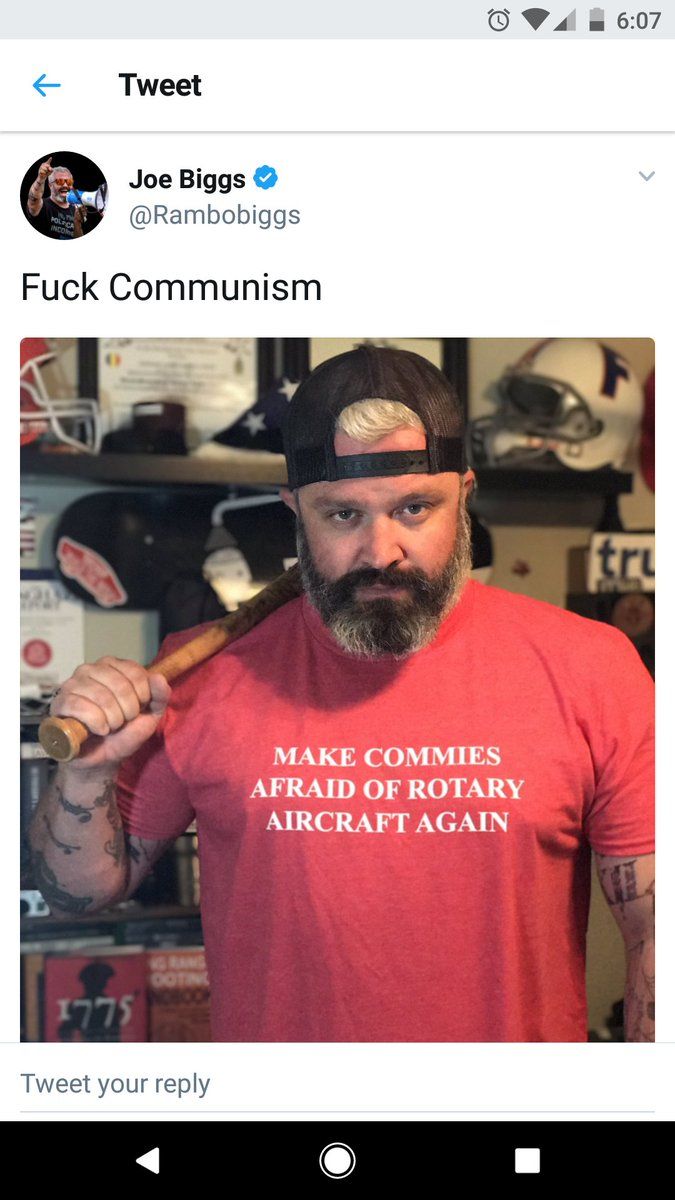 6:07
Tweet
Joe Biggs
@Rambobiggs
Fuck Communism
F
tru
MAKE COMMIES
AFRAID OF ROTARY
AIRCRAFT AGAIN
1775
Tweet your reply